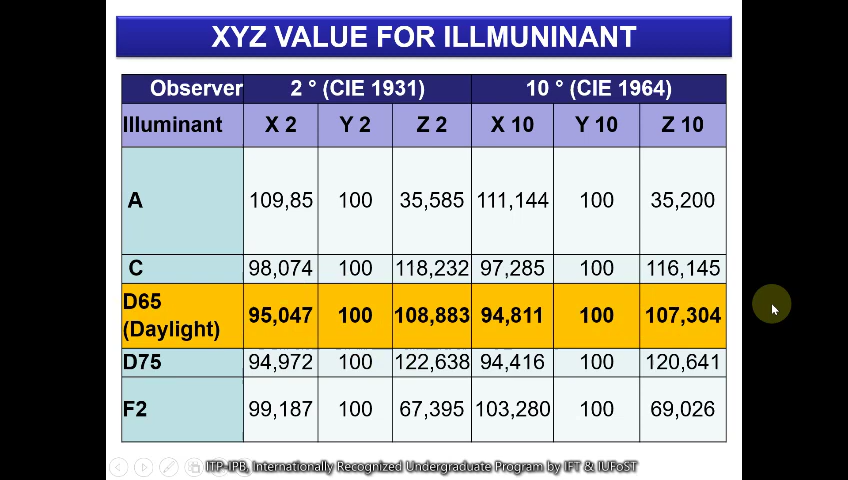 XYZ VALUE FOR ILLMUNINANT
Observer 2 ° (CIE 1931) 10 ° (CIE 1964)
Illuminant X 2 Y 2 Z 2 X 10 Y 10 Z 10
A 109,85 100 35,585 111,144 100 35,200
C 98,074 100 118,232 97,285 100 116,145
D65
(Daylight) 95,047 100 108,883 94,811 100 107,304
D75 94,972 100 122,638 94,416 100 120,641
F2 99,187 100 67,395 103,280 100 69,026
ITP-IPB, Internationally Recognized Undergraduate Program by IFT & IUFoST